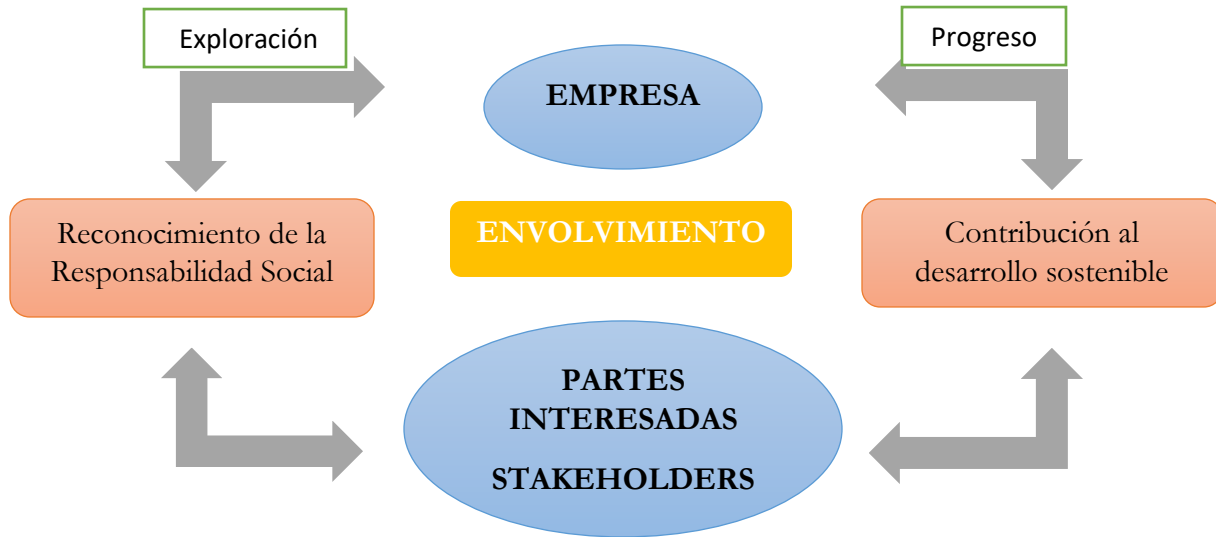 Exploración
Progreso
EMPRESA
Reconocimiento de la
Responsabilidad Social
ENVOLVIMIENTO
Contribución al
desarrollo sostenible
PARTES
INTERESADAS
STAKEHOLDERS